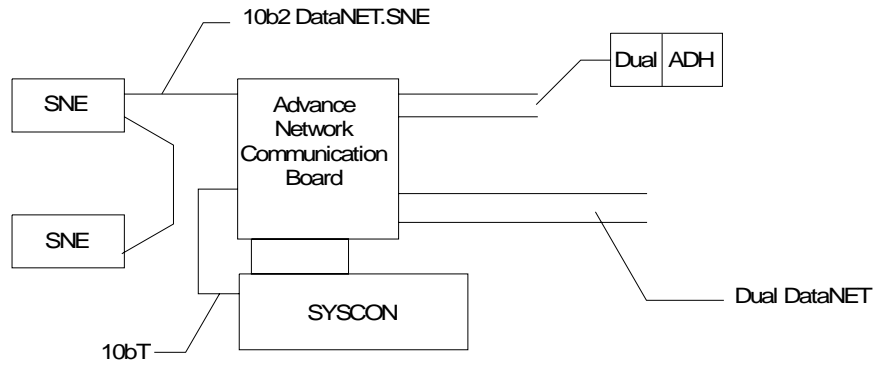 10b2 DataNET.SNE
Dual ADH
SNE
Advance
Network
Communication
Board
SNE
Dual DataNET
SYSCON
10bT